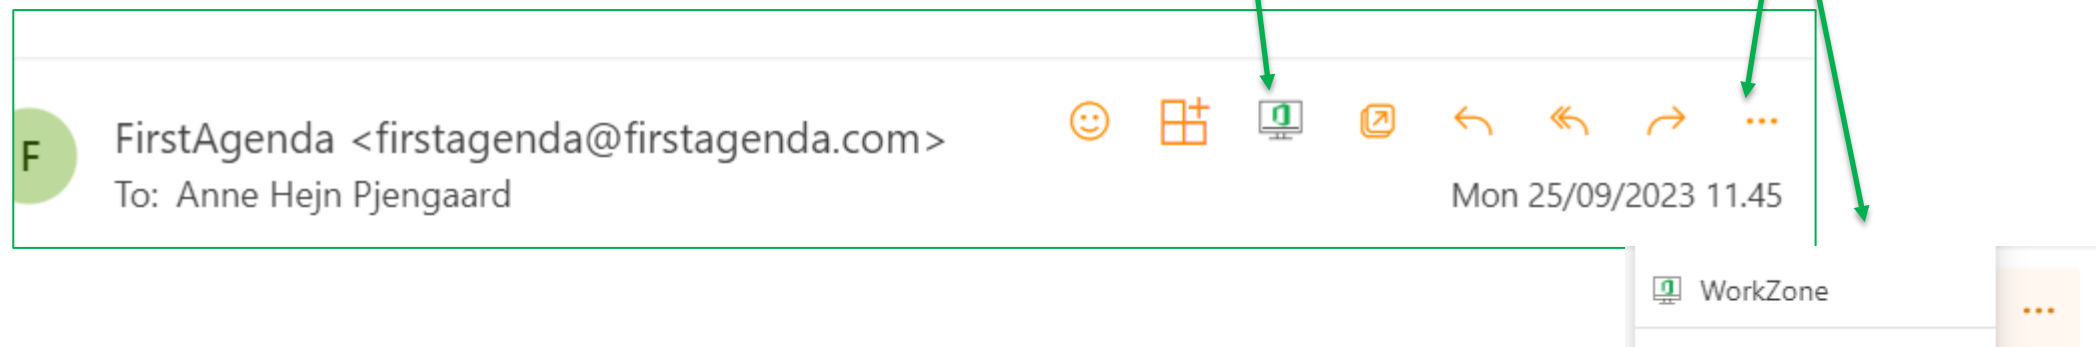 F
FirstAgenda <firstagenda@firstagenda.com>
To: Anne Hejn Pjengaard
Mon 25/09/2023 11.45
WorkZone